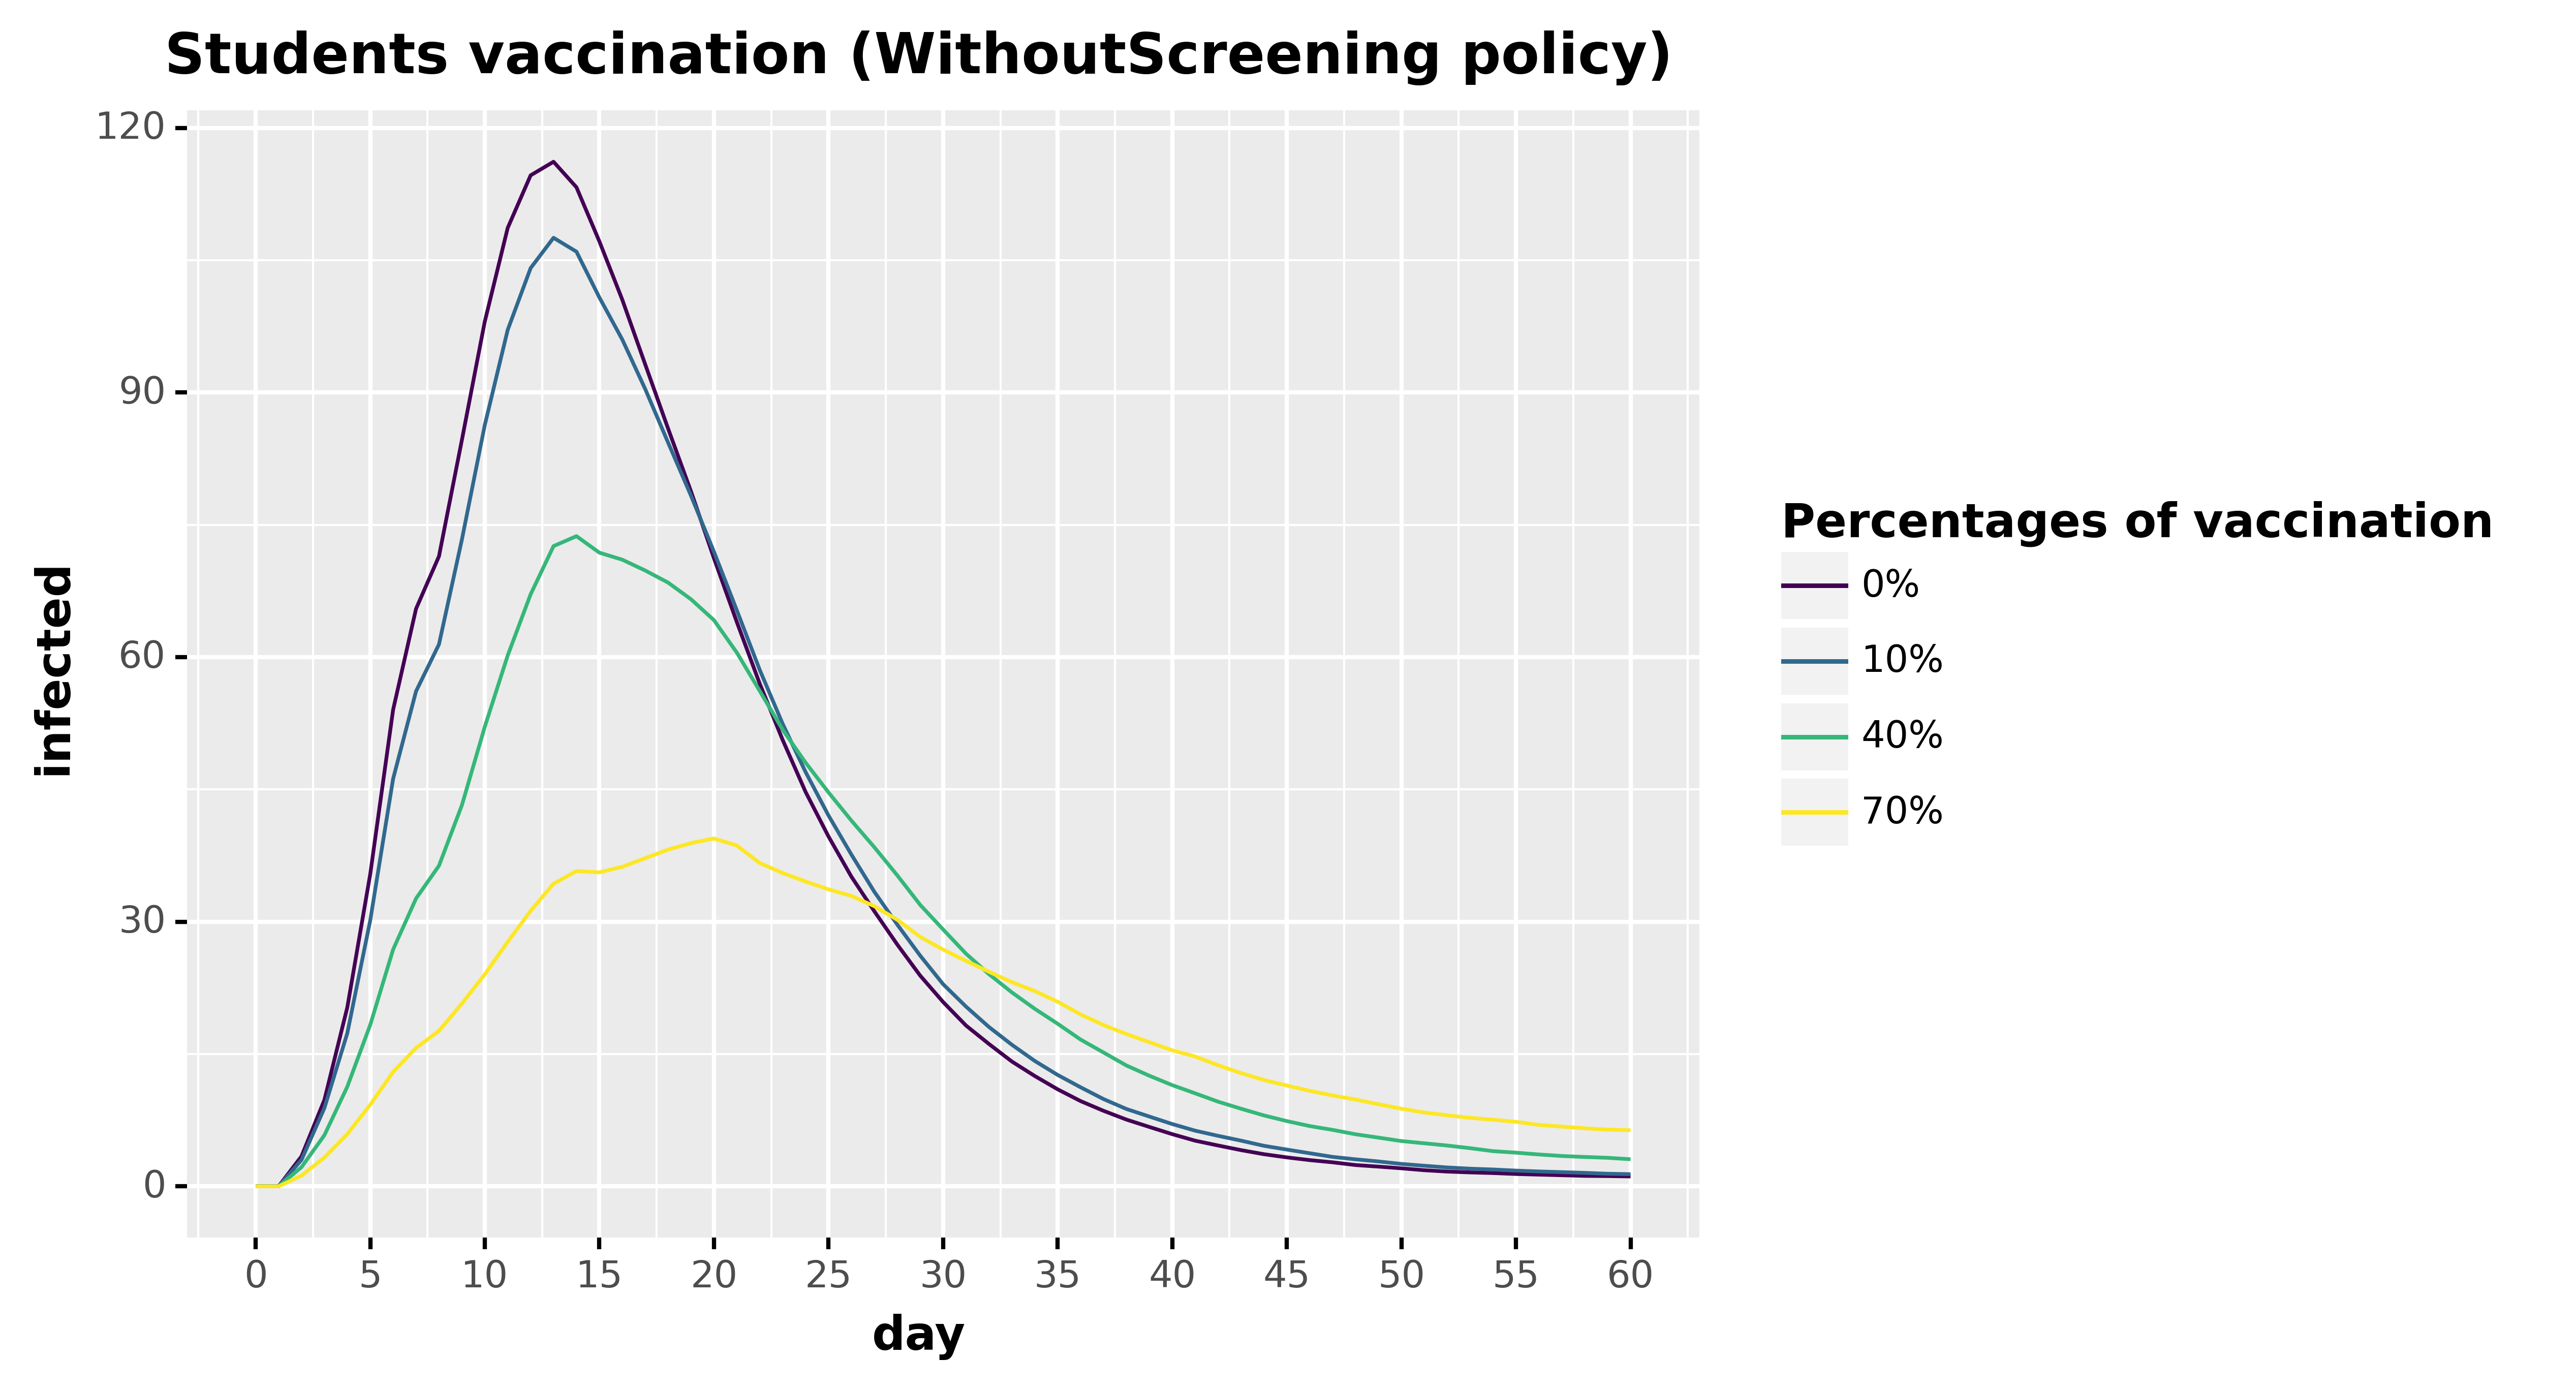 Students vaccination (WithoutScreening policy)
120
90
60
30
0
infected
0 5 10 15 20 25 30 35 40 45 50 55 60
day
Percentages of vaccination
0%
10%
40%
70%